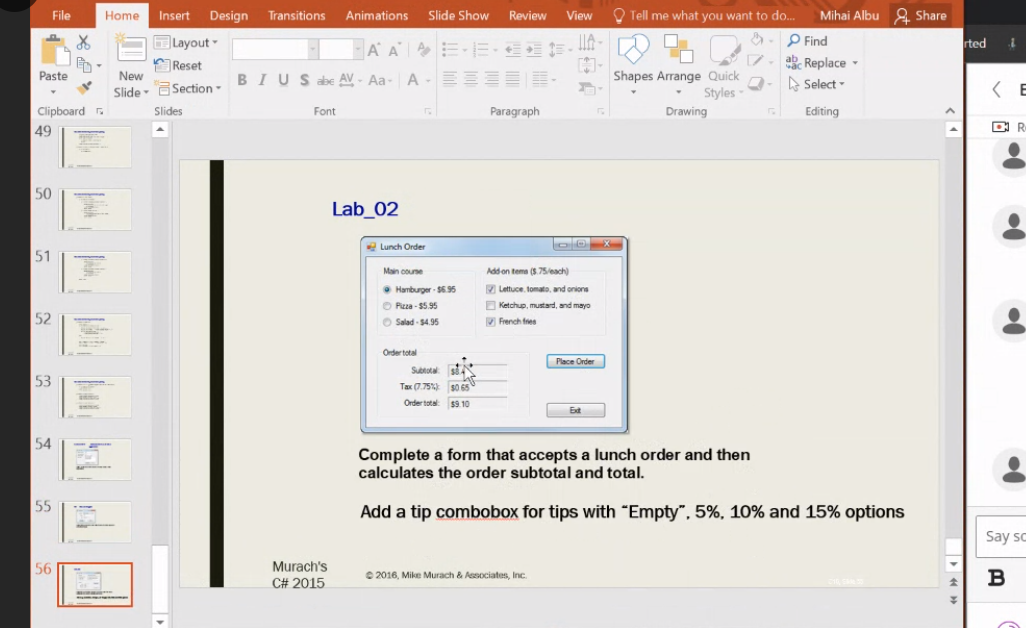 File Home Insert Design Transitions Animations Slide Show Review View Tell me what you want to do... Mihai Albu Share
rted
Paste
New
Slide
Layout
Reset
Section
B I U S abc AV Aa A
Shapes Arrange Quick
Styles
Find
Replace
Select
Clipboard Slides Font Paragraph Drawing Editing
49
50
51
52
53
54
55
56
Lab_02
Lunch Order
Main course
Hamburger - $6.95
Pizza - $5.95
Salad - $4.95
Add-on items ($.75/each)
Lettuce, tomato, and onions
Ketchup, mustard, and mayo
French fries
Order total
Subtotal:
Tax (7.75%): $0.65
Order total: $9.10
Place Order
Exit
Complete a form that accepts a lunch order and then
calculates the order subtotal and total.
Add a tip combobox for tips with “Empty”, 5%, 10% and 15% options
Murach's
C# 2015
© 2016, Mike Murach & Associates, Inc.
Say
B